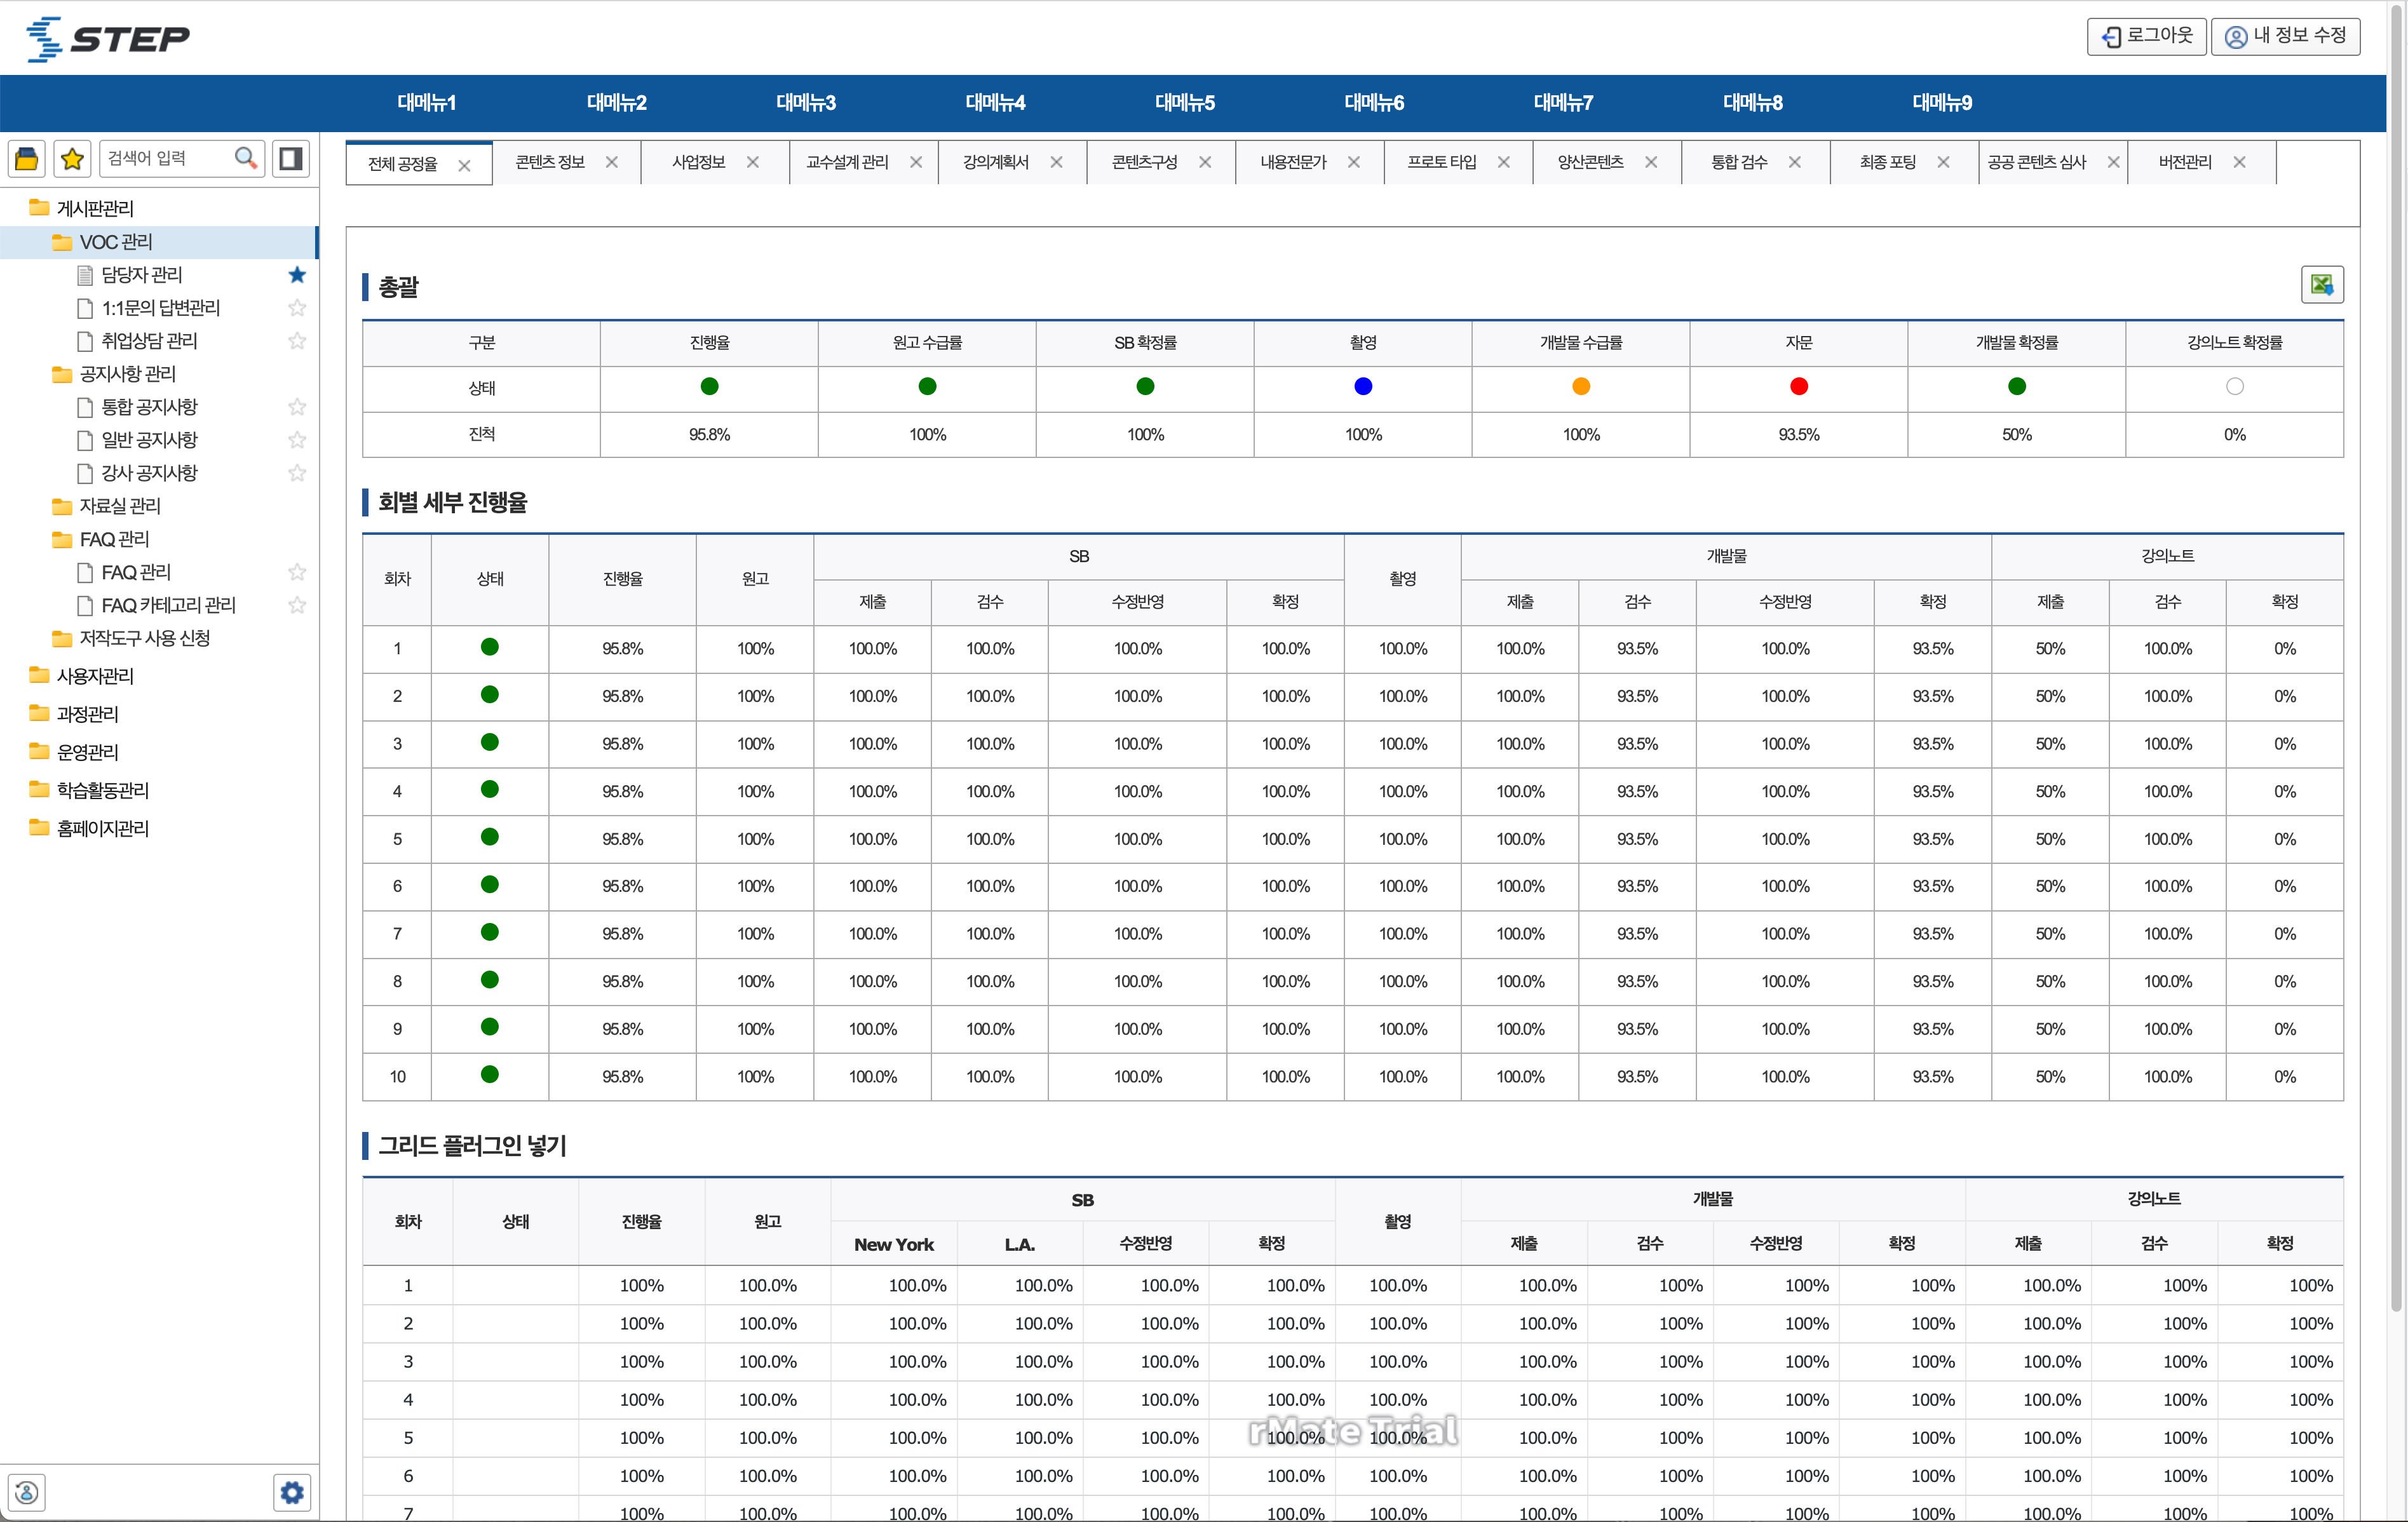 STEP
로그아웃 내 정보 수정
대메뉴1 대메뉴2 대메뉴3 대메뉴4 대메뉴5 대메뉴6 대메뉴7 대메뉴8 대메뉴9
검색어 입력
게시판관리
VOC 관리
담당자 관리
1:1문의 답변관리
취업상담 관리
공지사항 관리
통합 공지사항
일반 공지사항
강사 공지사항
자료실 관리
FAQ 관리
FAQ 관리
FAQ 카테고리 관리
저작도구 사용 신청
사용자관리
과정관리
운영관리
학습활동관리
홈페이지관리
전체 공정율 콘텐츠 정보 사업정보 교수설계 관리 강의계획서 콘텐츠구성 내용전문가 프로토 타입 양산콘텐츠 통합 검수 최종 포팅 공공 콘텐츠 심사 버전관리
총괄
구분 진행율 원고 수급률 SB 확정률 촬영 개발물 수급률 자문 개발물 확정률 강의노트 확정률
상태
진척 95.8% 100% 100% 100% 100% 93.5% 50% 0%
회별 세부 진행율
회차 상태 진행율 원고 SB 촬영 개발물 강의노트
제출 검수 수정반영 확정 제출 검수 수정반영 확정 제출 검수 확정
1 95.8% 100% 100.0% 100.0% 100.0% 100.0% 100.0% 100.0% 93.5% 100.0% 93.5% 50% 100.0% 0%
2 95.8% 100% 100.0% 100.0% 100.0% 100.0% 100.0% 100.0% 93.5% 100.0% 93.5% 50% 100.0% 0%
3 95.8% 100% 100.0% 100.0% 100.0% 100.0% 100.0% 100.0% 93.5% 100.0% 93.5% 50% 100.0% 0%
4 95.8% 100% 100.0% 100.0% 100.0% 100.0% 100.0% 100.0% 93.5% 100.0% 93.5% 50% 100.0% 0%
5 95.8% 100% 100.0% 100.0% 100.0% 100.0% 100.0% 100.0% 93.5% 100.0% 93.5% 50% 100.0% 0%
6 95.8% 100% 100.0% 100.0% 100.0% 100.0% 100.0% 100.0% 93.5% 100.0% 93.5% 50% 100.0% 0%
7 95.8% 100% 100.0% 100.0% 100.0% 100.0% 100.0% 100.0% 93.5% 100.0% 93.5% 50% 100.0% 0%
8 95.8% 100% 100.0% 100.0% 100.0% 100.0% 100.0% 100.0% 93.5% 100.0% 93.5% 50% 100.0% 0%
9 95.8% 100% 100.0% 100.0% 100.0% 100.0% 100.0% 100.0% 93.5% 100.0% 93.5% 50% 100.0% 0%
10 95.8% 100% 100.0% 100.0% 100.0% 100.0% 100.0% 100.0% 93.5% 100.0% 93.5% 50% 100.0% 0%
그리드 플러그인 넣기
회차 상태 진행율 원고 SB 촬영 개발물 강의노트
New York L.A. 수정반영 확정 제출 검수 수정반영 확정 제출 검수 확정
1 100% 100.0% 100.0% 100.0% 100.0% 100.0% 100.0% 100.0% 100% 100% 100% 100.0% 100% 100%
2 100% 100.0% 100.0% 100.0% 100.0% 100.0% 100.0% 100.0% 100% 100% 100% 100.0% 100% 100%
3 100% 100.0% 100.0% 100.0% 100.0% 100.0% 100.0% 100.0% 100% 100% 100% 100.0% 100% 100%
4 100% 100.0% 100.0% 100.0% 100.0% 100.0% 100.0% 100.0% 100% 100% 100% 100.0% 100% 100%
rMate Trial
5 100% 100.0% 100.0% 100.0% 100.0% 100.0% 100.0% 100.0% 100% 100% 100% 100.0% 100% 100%
6 100% 100.0% 100.0% 100.0% 100.0% 100.0% 100.0% 100.0% 100% 100% 100% 100.0% 100% 100%
7 100% 100.0% 100.0% 100.0% 100.0% 100.0% 100.0% 100.0% 100% 100% 100% 100.0% 100% 100%